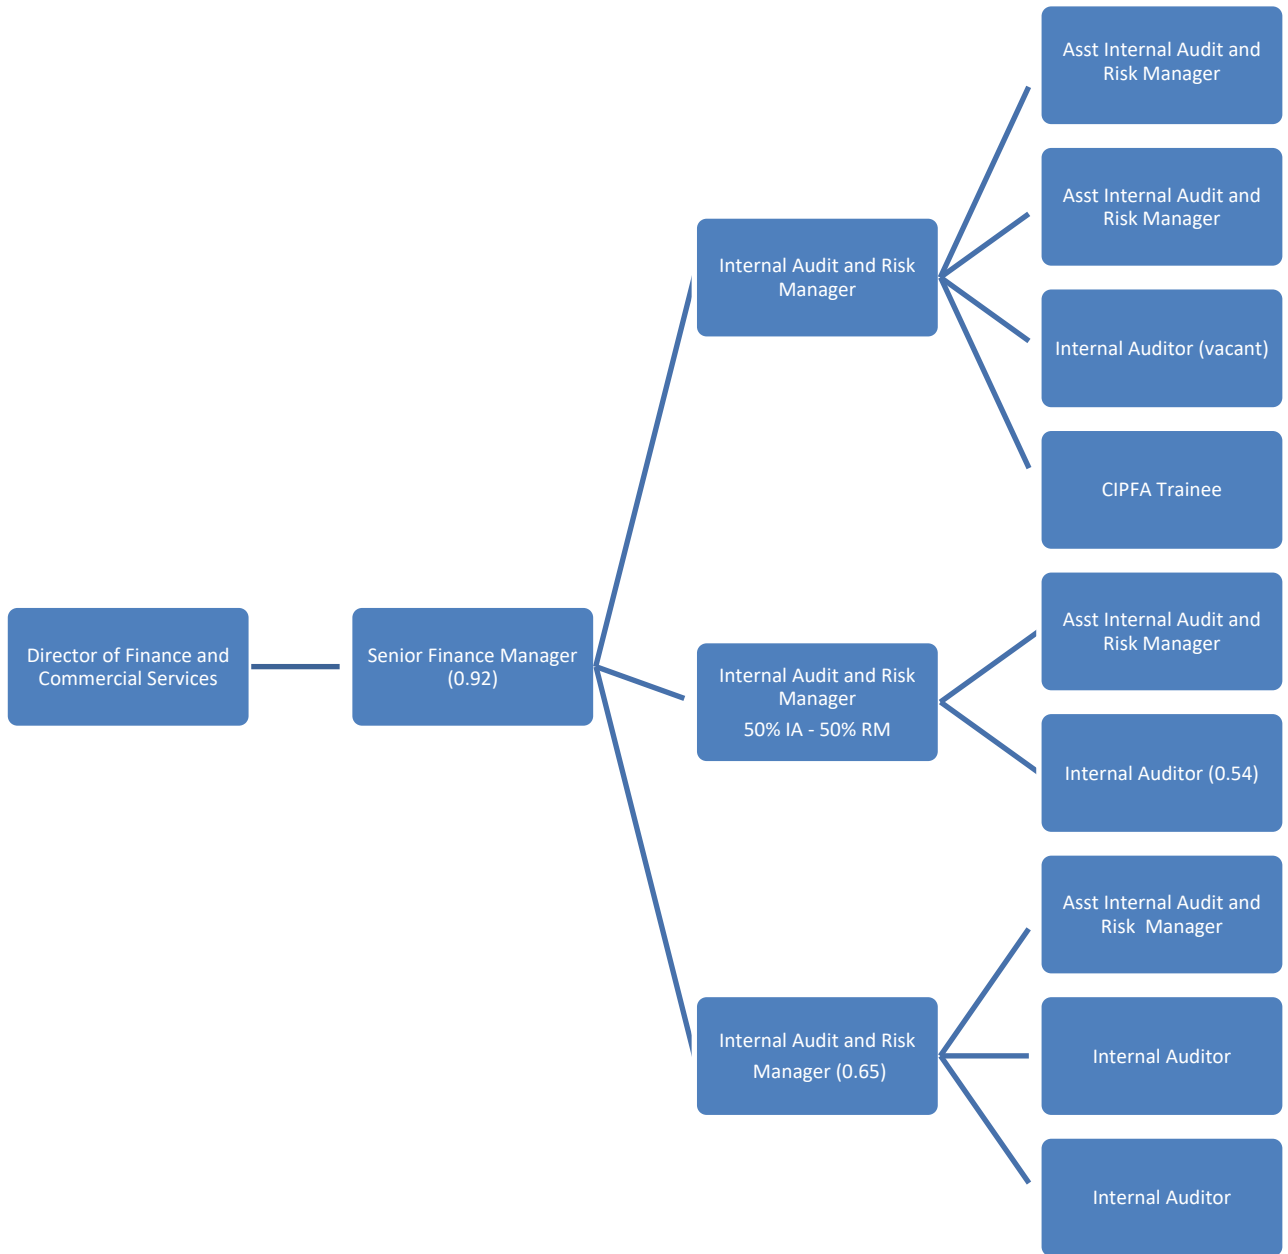 Director of Finance and
Commercial Services
Senior Finance Manager
(0.92)
Internal Audit and Risk
Manager
Asst Internal Audit and
Risk Manager
Asst Internal Audit and
Risk Manager
Internal Auditor (vacant)
CIPFA Trainee
Internal Audit and Risk
Manager
50% IA - 50% RM
Asst Internal Audit and
Risk Manager
Internal Auditor (0.54)
Internal Audit and Risk
Manager (0.65)
Asst Internal Audit and
Risk  Manager
Internal Auditor
Internal Auditor